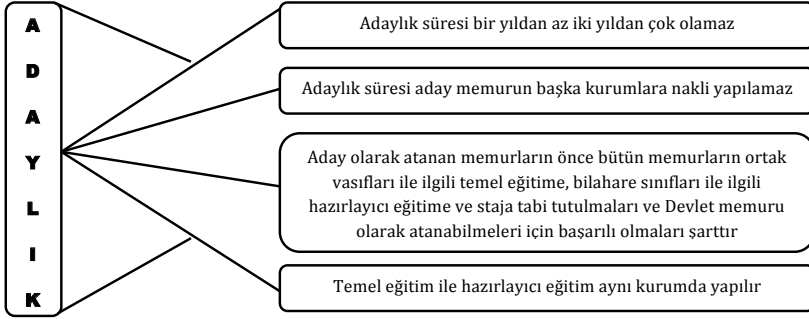 A
D
A
Y
L
I
K
Adaylık süresi bir yıldan az iki yıldan çok olamaz
Adaylık süresi aday memurun başka kurumlara nakli yapılamaz
Aday olarak atanan memurların önce bütün memurların ortak
vasıfları ile ilgili temel eğitime, bilahare sınıfları ile ilgili
hazırlayıcı eğitime ve staja tabi tutulmaları ve Devlet memuru
olarak atanabilmeleri için başarılı olmaları şarttır
Temel eğitim ile hazırlayıcı eğitim aynı kurumda yapılır